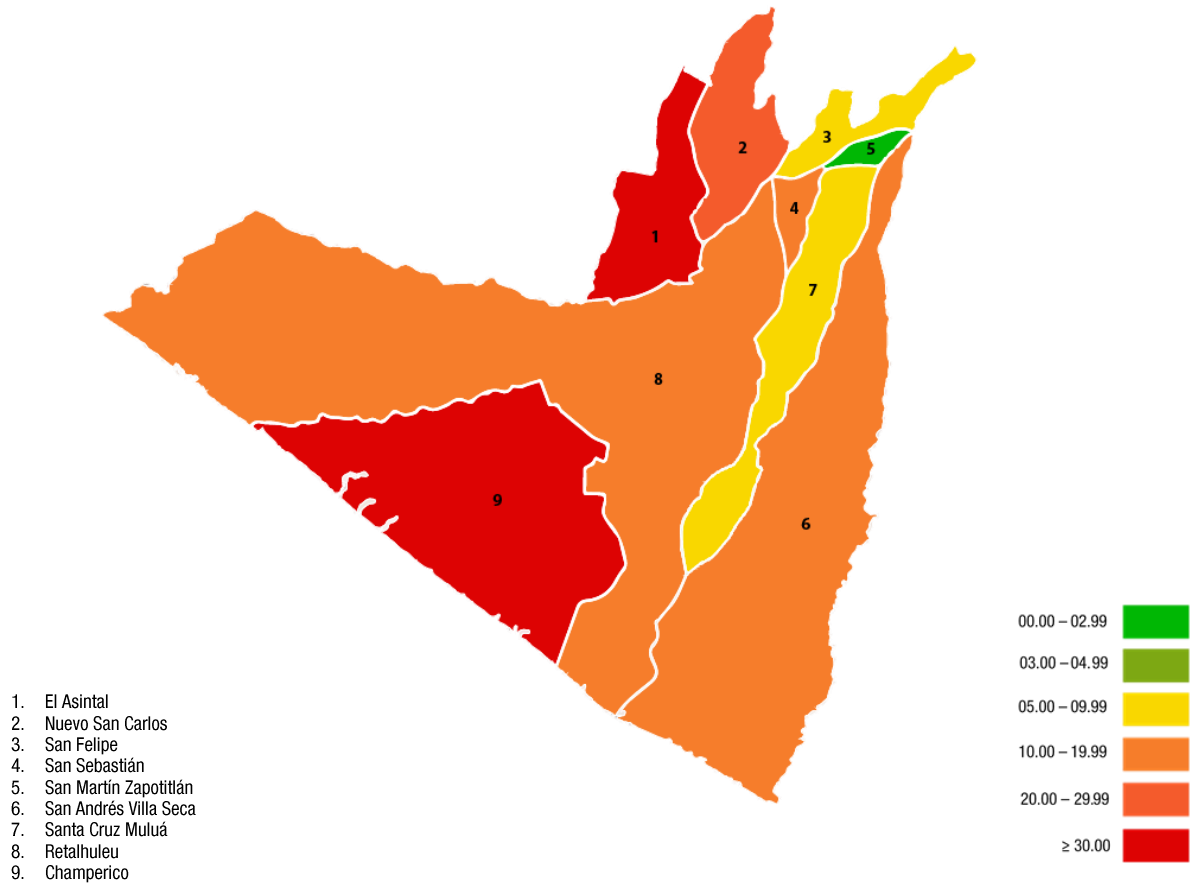 2
3
5
4
1
7
8
9
6
00.00 – 02.99
03.00 – 04.99
05.00 – 09.99
10.00 – 19.99
20.00 – 29.99
≥ 30.00
1. El Asintal
2. Nuevo San Carlos
3. San Felipe
4. San Sebastián
5. San Martín Zapotitlán
6. San Andrés Villa Seca
7. Santa Cruz Muluá
8. Retalhuleu
9. Champerico